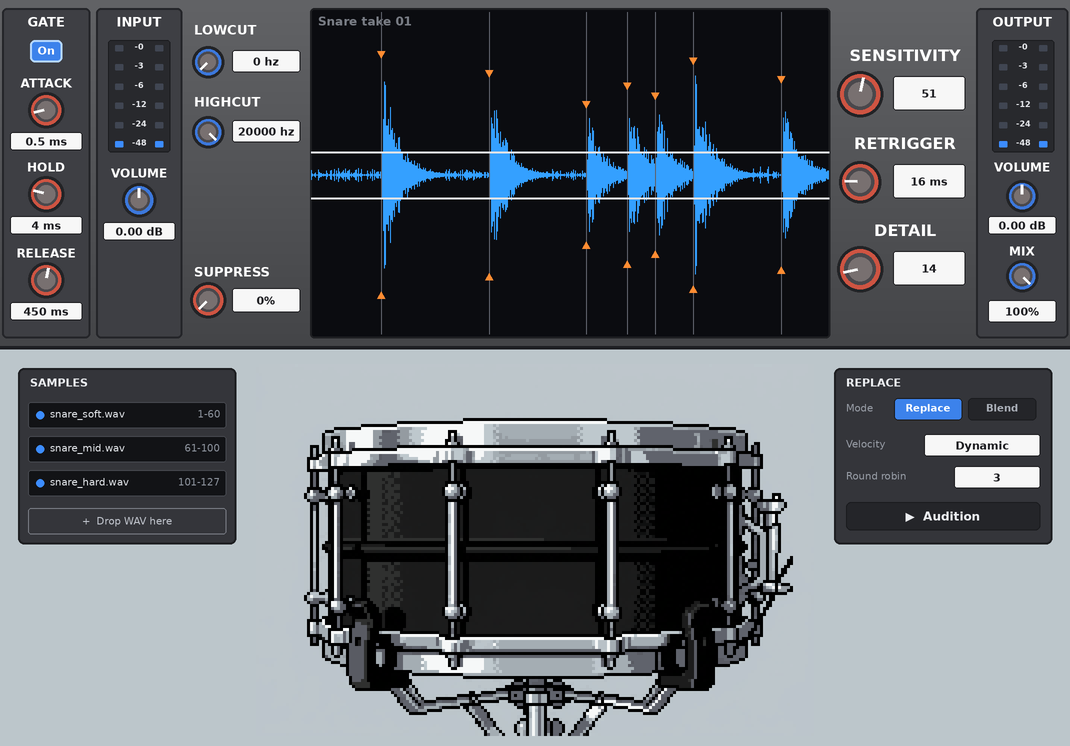 GATE
On
ATTACK
0.5 ms
HOLD
4 ms
RELEASE
450 ms
INPUT
-0
-3
-6
-12
-24
-48
VOLUME
0.00 dB
LOWCUT
0 hz
HIGHCUT
20000 hz
SUPPRESS
0%
Snare take 01
SENSITIVITY
51
RETRIGGER
16 ms
DETAIL
14
OUTPUT
-0
-3
-6
-12
-24
-48
VOLUME
0.00 dB
MIX
100%
SAMPLES
snare_soft.wav 1-60
snare_mid.wav 61-100
snare_hard.wav 101-127
+ Drop WAV here
REPLACE
Mode Replace Blend
Velocity Dynamic
Round robin 3
▶ Audition